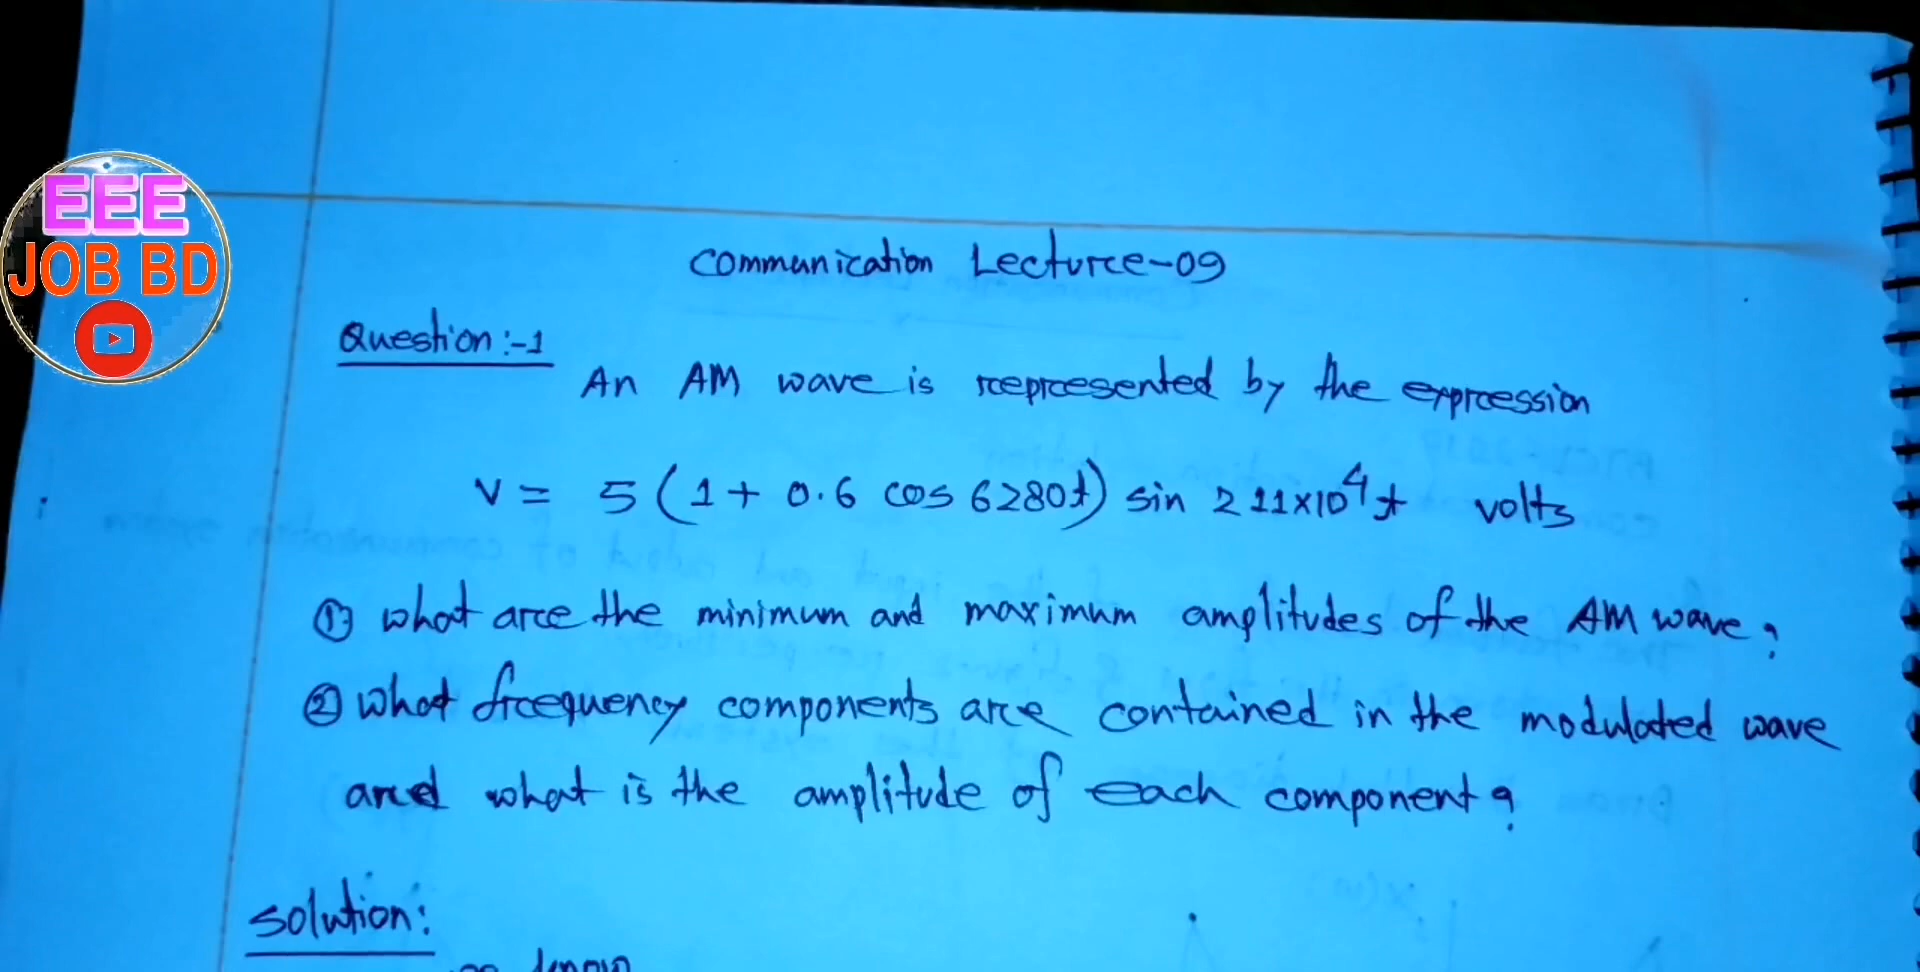 EEE
JOB BD
Communication Lecture-09
Question:-1
An AM wave is represented by the expression
v = 5 (1 + 0.6 cos 6280t) sin 211×10⁴t volts
① what are the minimum and maximum amplitudes of the AM wave?
② what frequency components are contained in the modulated wave
and what is the amplitude of each component?
Solution:
know